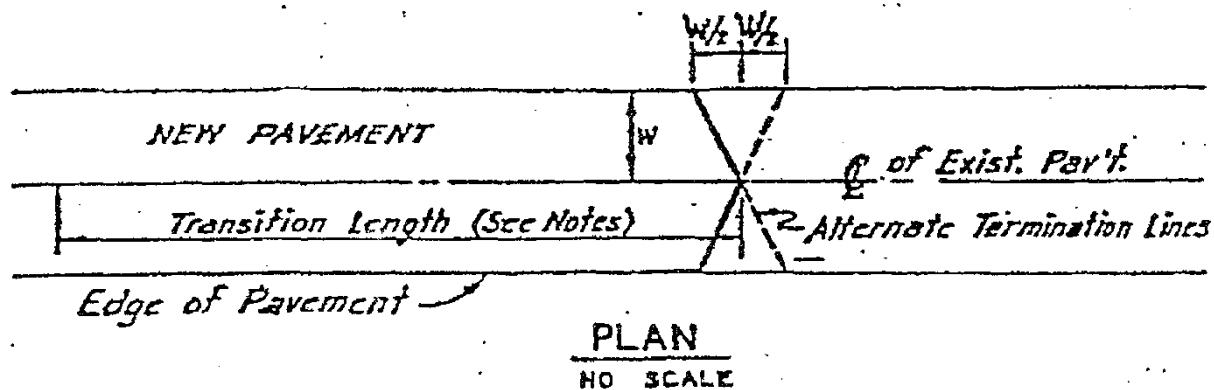 W/2 W/2
NEW PAVEMENT
W
℄ of Exist. Pav't.
Transition Length (See Notes)
Alternate Termination Lines
Edge of Pavement
PLAN
NO SCALE